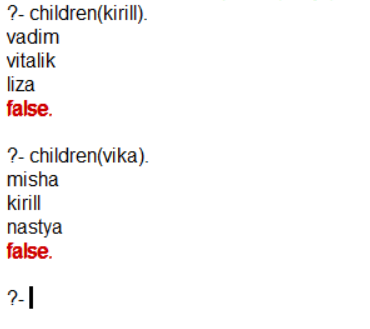 ?- children(kirill).
vadim
vitalik
liza
false.
?- children(vika).
misha
kirill
nastya
false.
?-